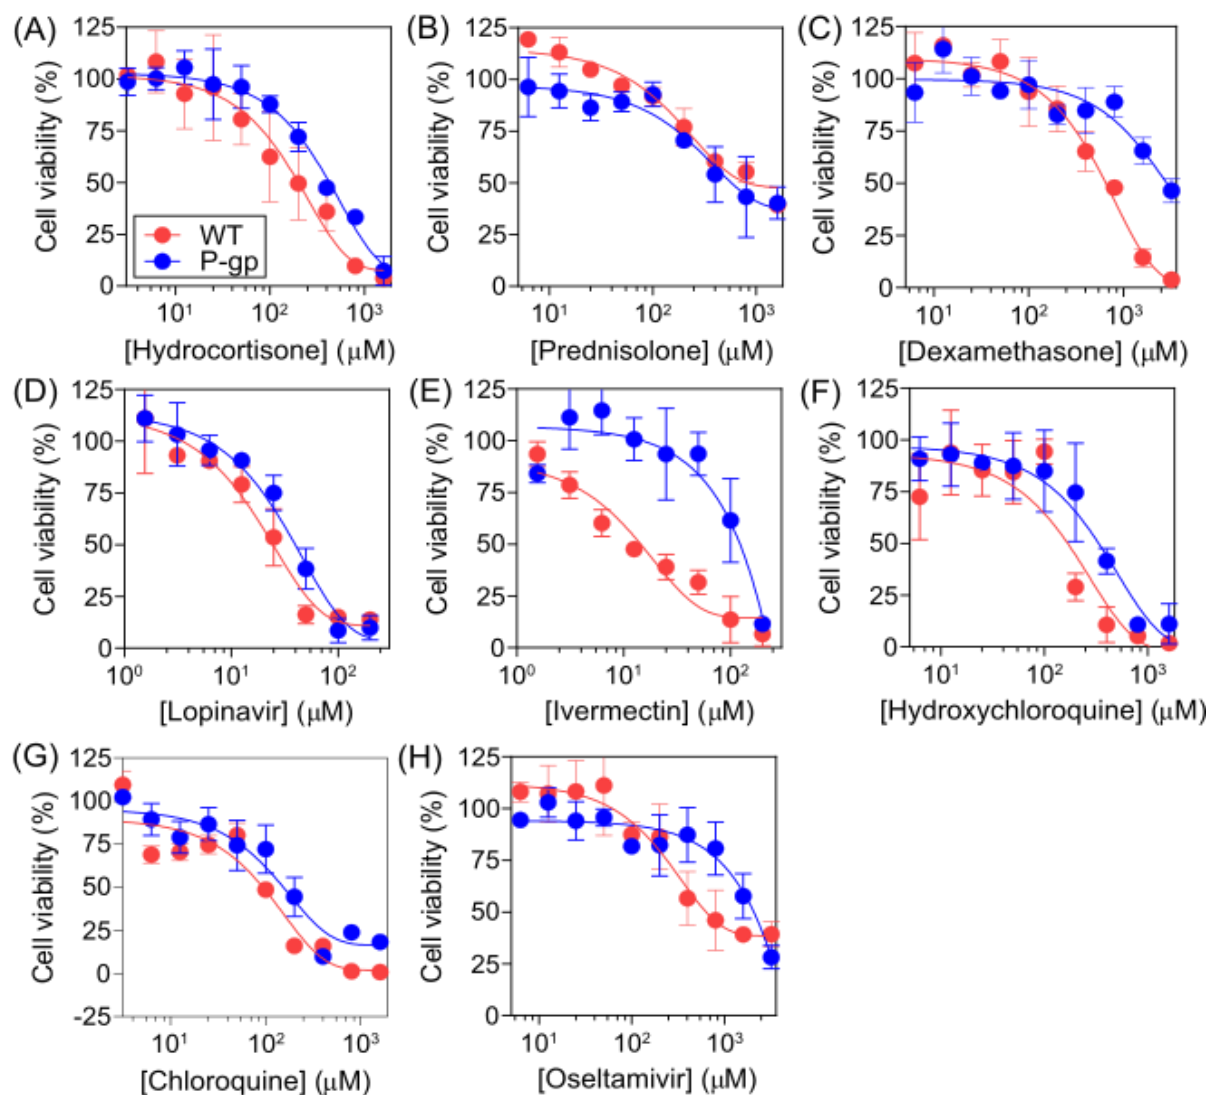 (A)
125
100
75
50
25
0
Cell viability (%)
WT
P-gp
10¹ 10² 10³
[Hydrocortisone] (μM)
(B)
125
100
75
50
25
0
Cell viability (%)
10¹ 10² 10³
[Prednisolone] (μM)
(C)
125
100
75
50
25
0
Cell viability (%)
10¹ 10² 10³
[Dexamethasone] (μM)
(D)
125
100
75
50
25
0
Cell viability (%)
10⁰ 10¹ 10²
[Lopinavir] (μM)
(E)
125
100
75
50
25
0
Cell viability (%)
10⁰ 10¹ 10²
[Ivermectin] (μM)
(F)
125
100
75
50
25
0
Cell viability (%)
10¹ 10² 10³
[Hydroxychloroquine] (μM)
(G)
125
100
75
50
25
0
-25
Cell viability (%)
10¹ 10² 10³
[Chloroquine] (μM)
(H)
125
100
75
50
25
0
Cell viability (%)
10¹ 10² 10³
[Oseltamivir] (μM)